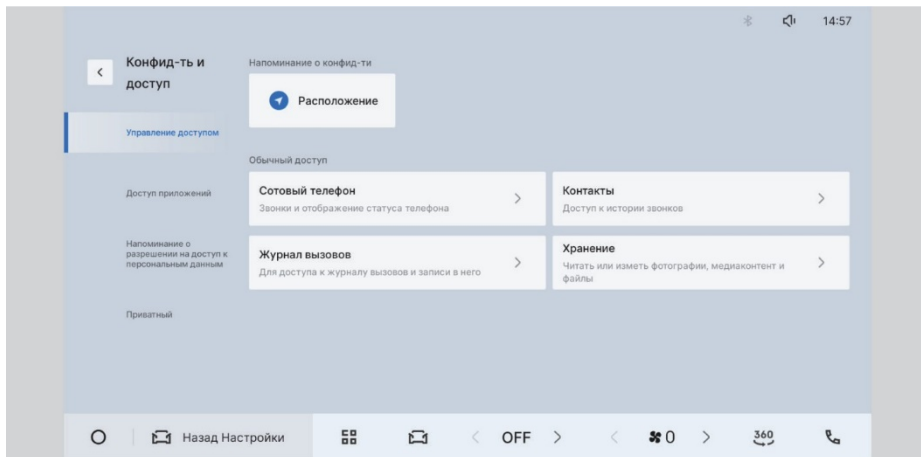 14:57
Конфид-ть и
доступ
Напоминание о конфид-ти
Расположение
Управление доступом
Обычный доступ
Доступ приложений
Сотовый телефон
Звонки и отображение статуса телефона
Контакты
Доступ к истории звонков
Напоминание о
разрешении на доступ к
персональным данным
Журнал вызовов
Для доступа к журналу вызовов и записи в него
Хранение
Читать или изметь фотографии, медиаконтент и
файлы
Приватный
Назад Настройки
OFF
0
360